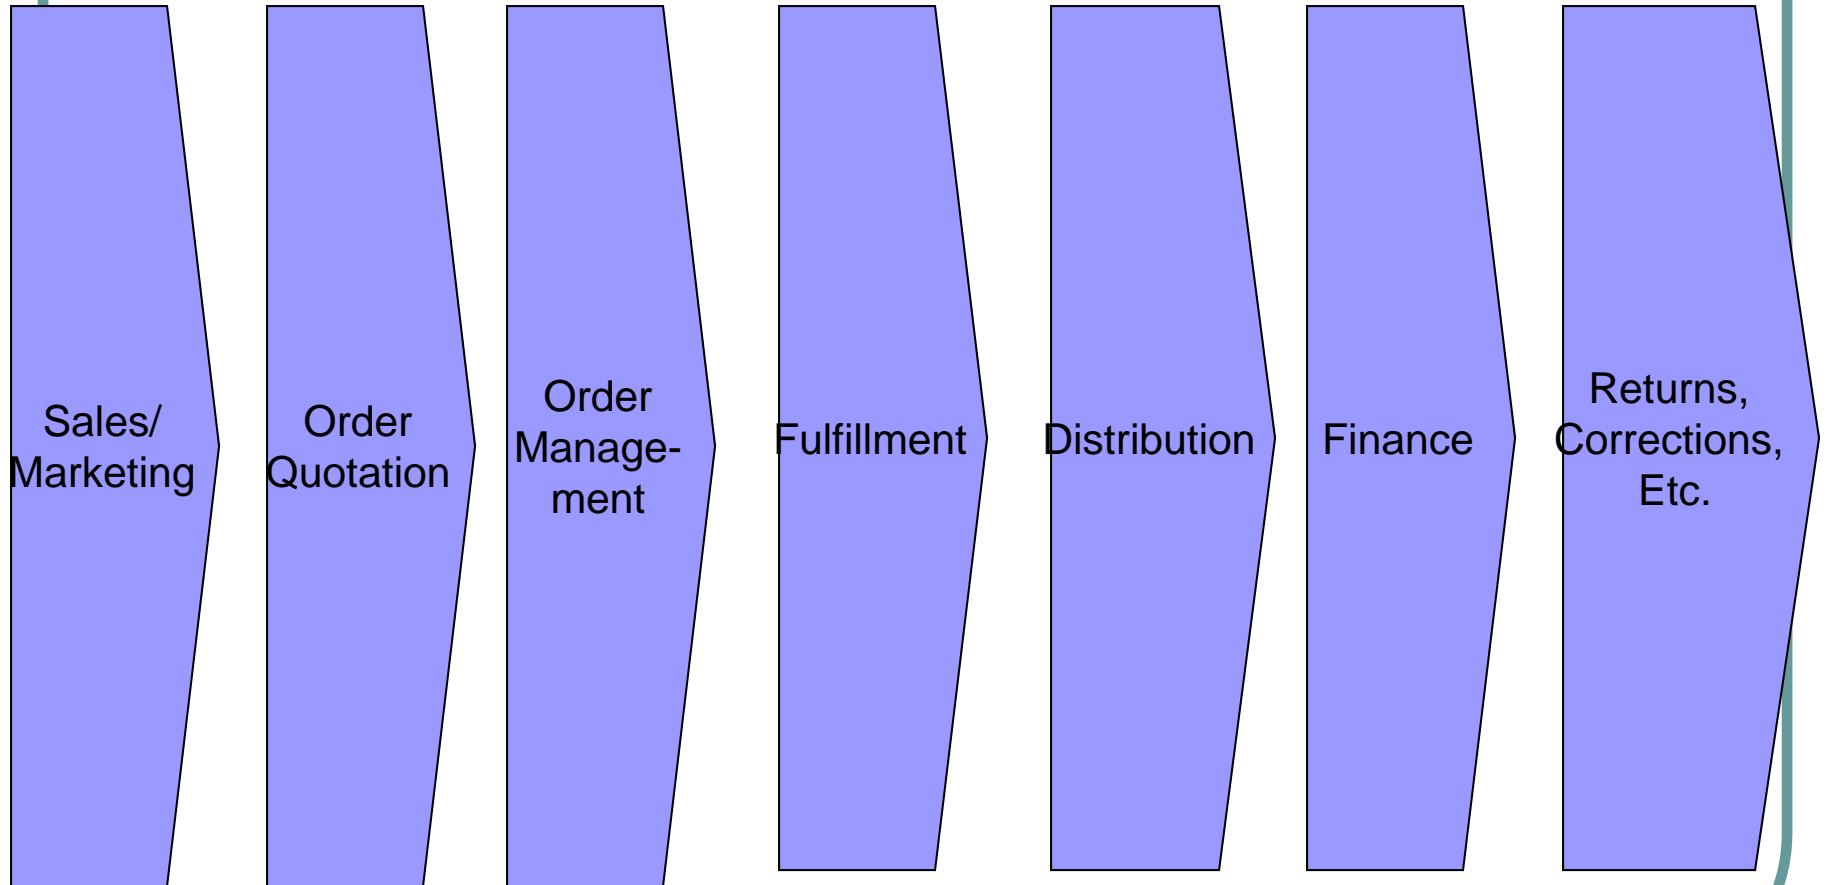 Sales/
Marketing
Order
Quotation
Order
Manage-
ment
Fulfillment
Distribution
Finance
Returns,
Corrections,
Etc.